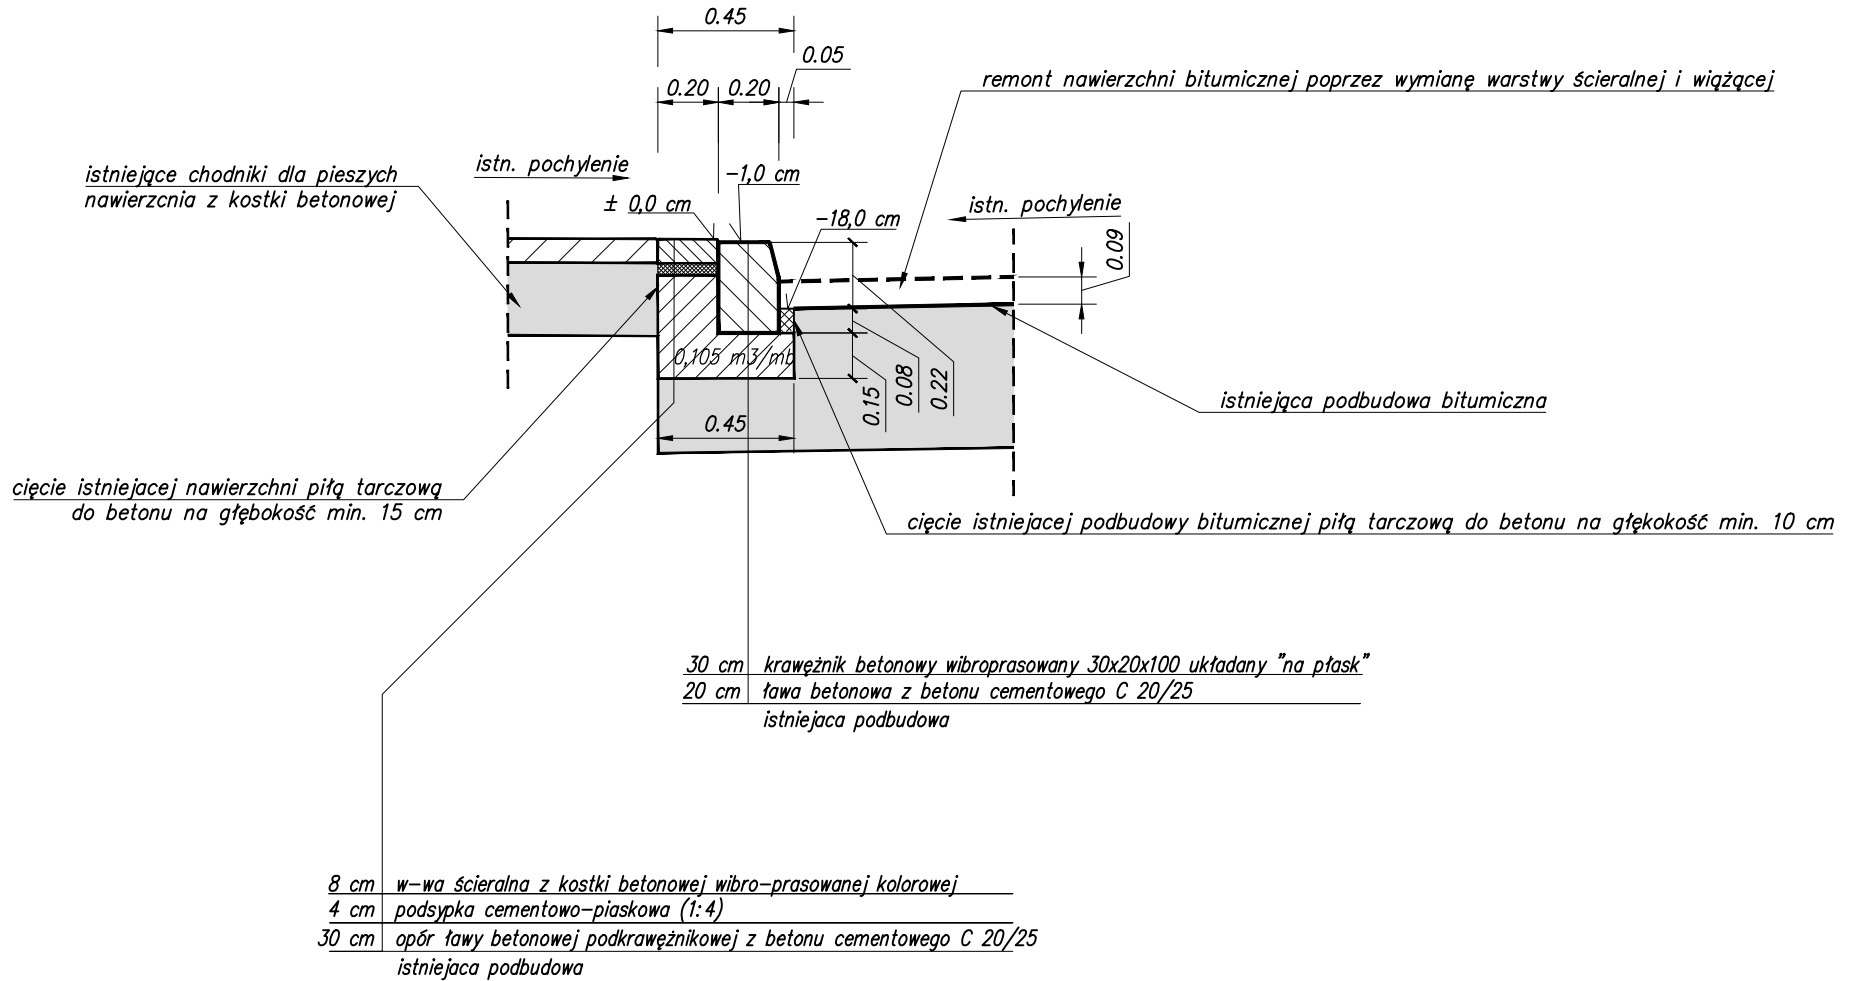 0.45
0.05
0.20 0.20
remont nawierzchni bitumicznej poprzez wymianę warstwy ścieralnej i wiążącej
istniejące chodniki dla pieszych
nawierzcnia z kostki betonowej
istn. pochylenie
-1,0 cm
± 0,0 cm
-18,0 cm
istn. pochylenie
0.09
0,105 m3/mb
0.15
0.08
0.22
0.45
istniejąca podbudowa bitumiczna
cięcie istniejacej nawierzchni piłą tarczową
do betonu na głębokość min. 15 cm
cięcie istniejacej podbudowy bitumicznej piłą tarczową do betonu na głękokość min. 10 cm
30 cm krawężnik betonowy wibroprasowany 30x20x100 układany "na płask"
20 cm ława betonowa z betonu cementowego C 20/25
istniejaca podbudowa
8 cm w-wa ścieralna z kostki betonowej wibro-prasowanej kolorowej
4 cm podsypka cementowo-piaskowa (1:4)
30 cm opór ławy betonowej podkrawężnikowej z betonu cementowego C 20/25
istniejaca podbudowa